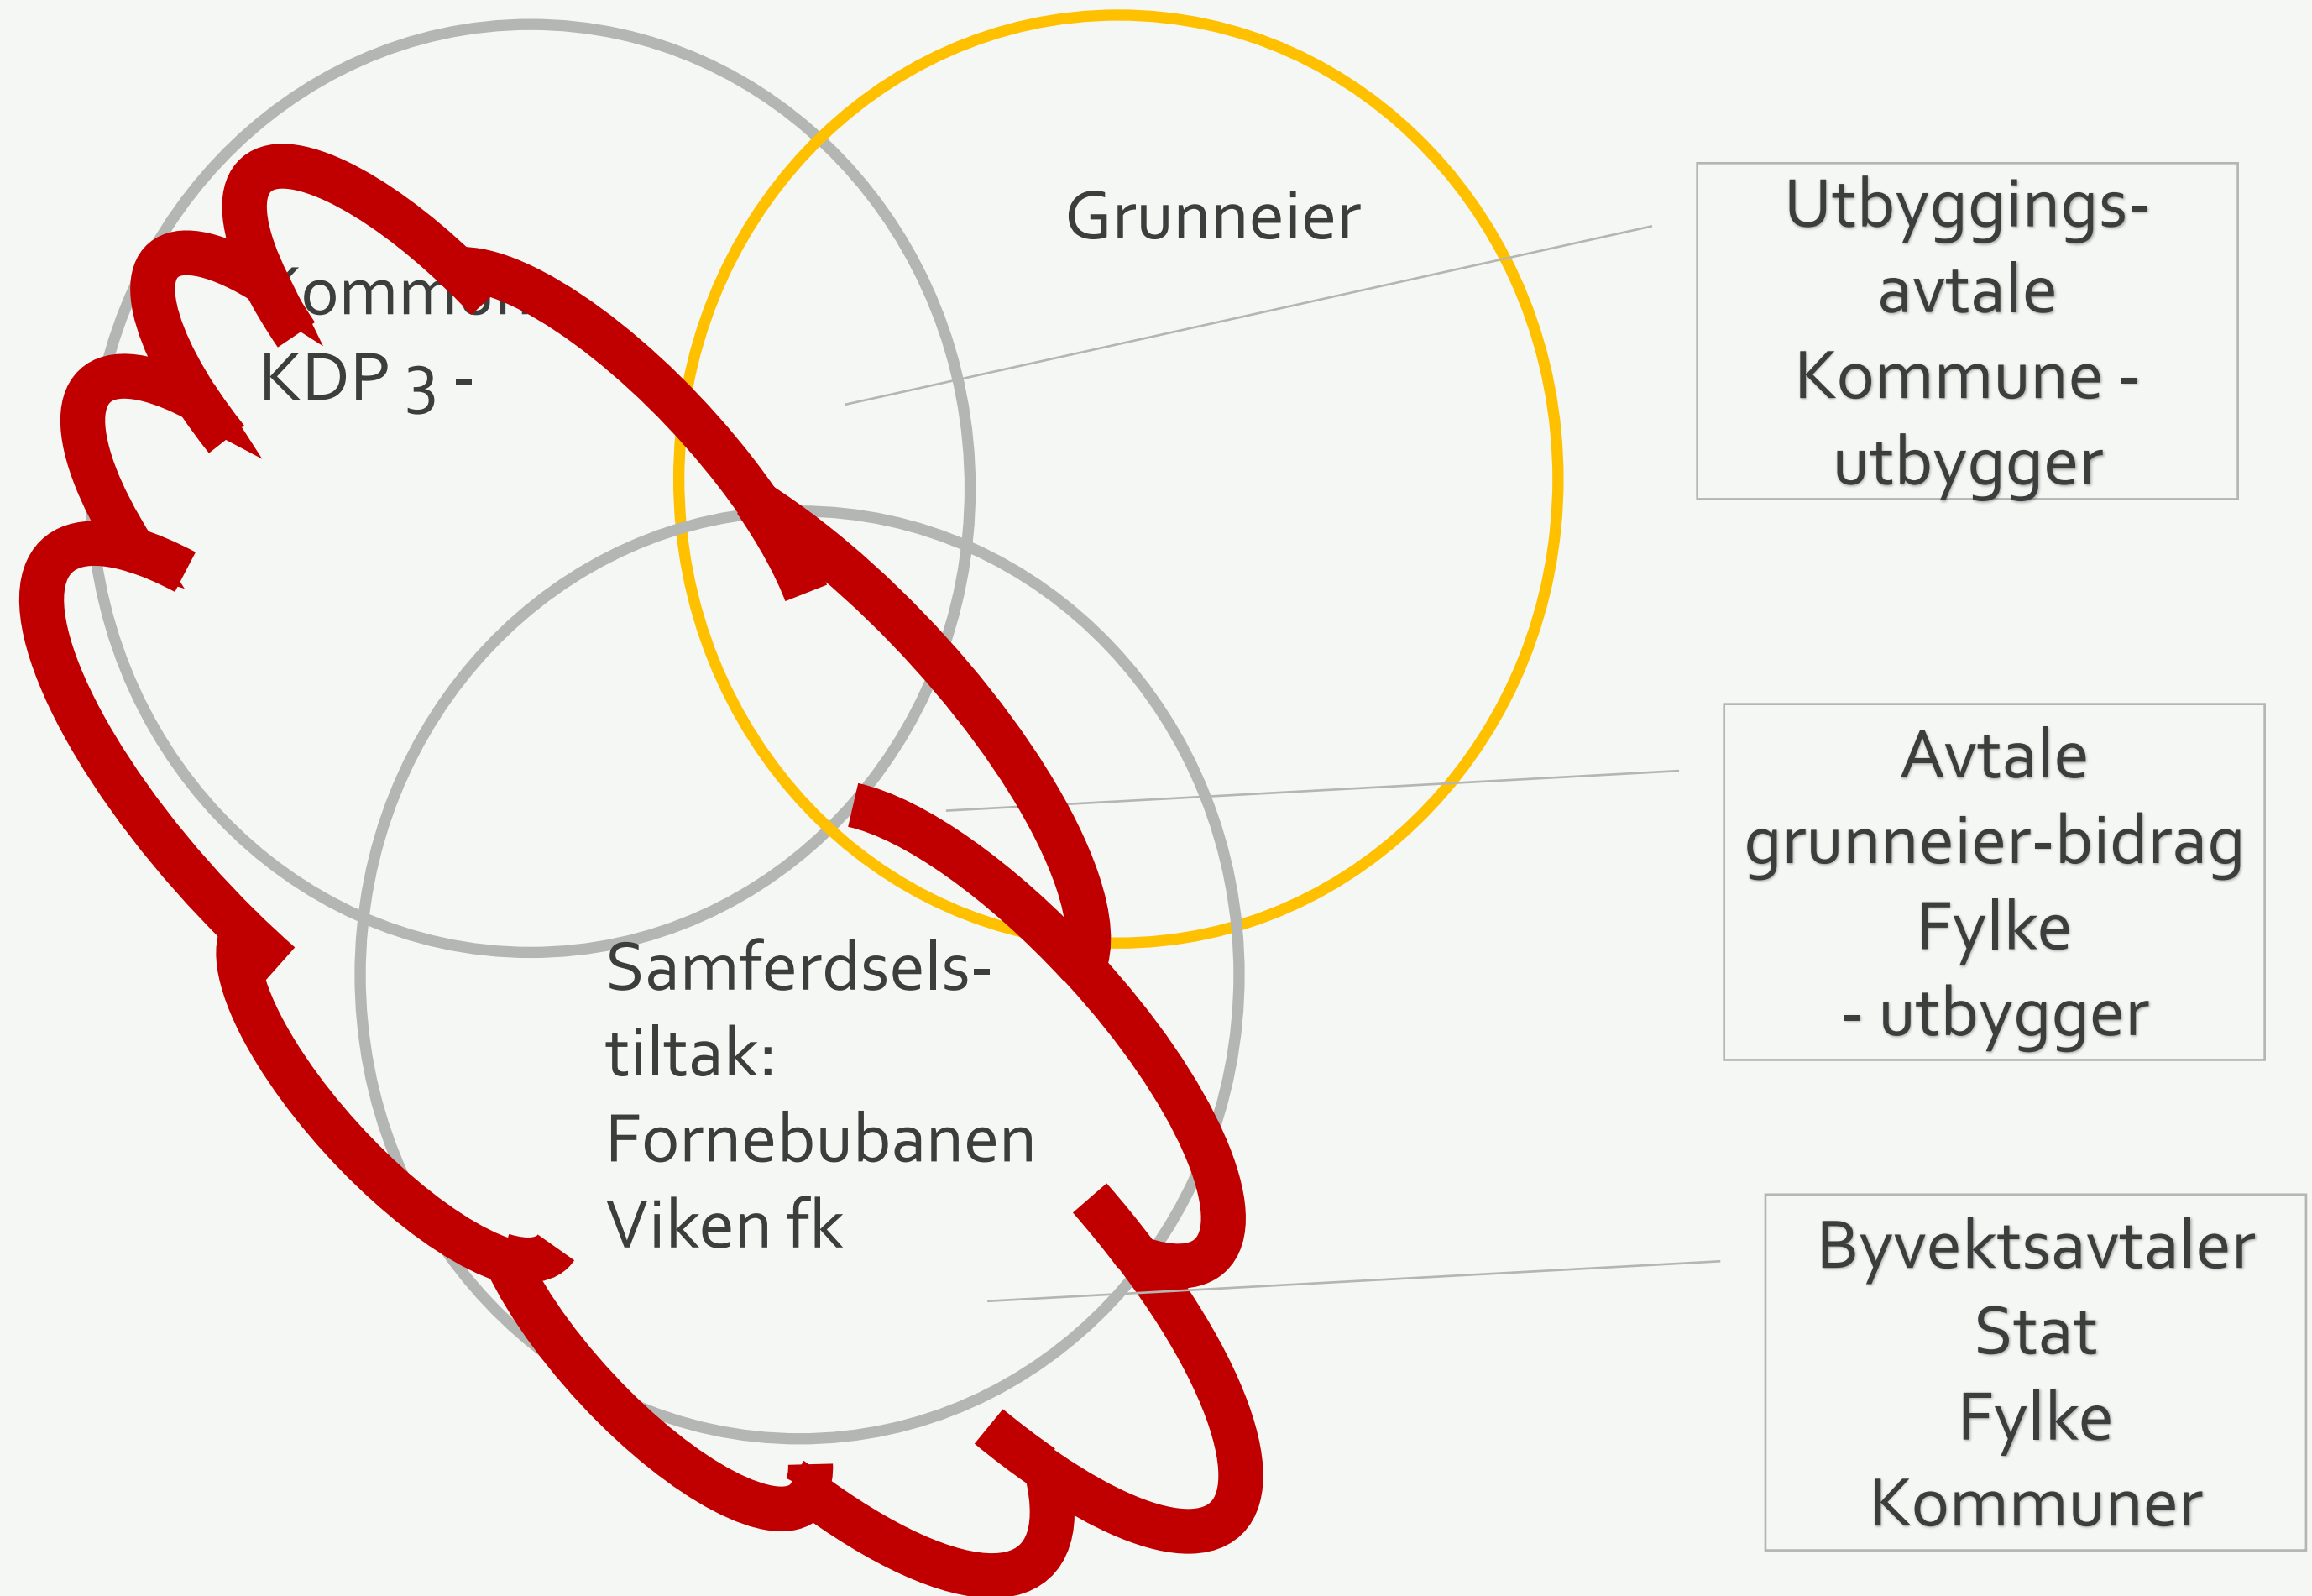 Grunneier
Kommune
KDP 3 -
Samferdsels-
tiltak:
Fornebubanen
Viken fk
Utbyggings-
avtale
Kommune -
utbygger
Avtale
grunneier-bidrag
Fylke
- utbygger
Byvektsavtaler
Stat
Fylke
Kommuner